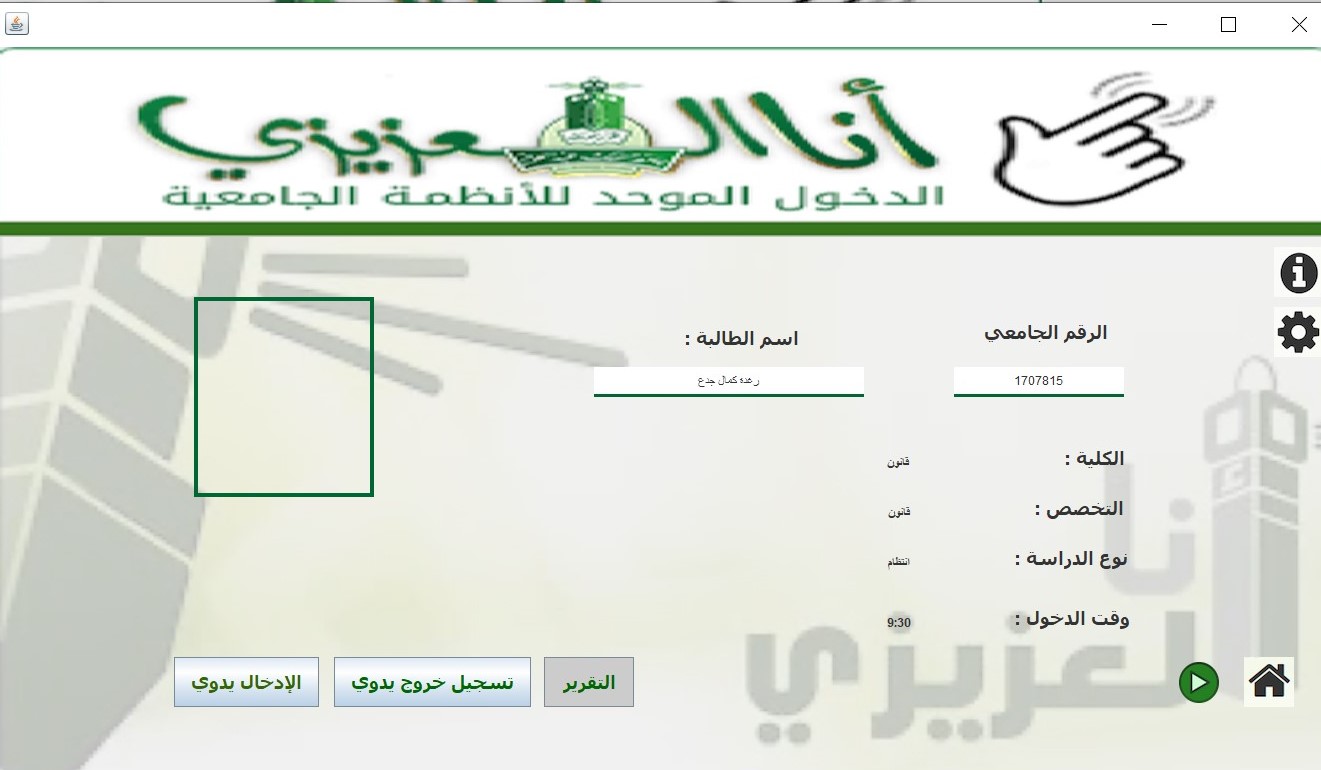 أنا العزيزي
الدخول الموحد للأنظمة الجامعية
الرقم الجامعي
اسم الطالبة :
1707815
رغده كمال جدع
الكلية :
قانون
التخصص :
قانون
نوع الدراسة :
انتظام
وقت الدخول :
9:30
التقرير
تسجيل خروج يدوي
الإدخال يدوي
أنا
العزيزي